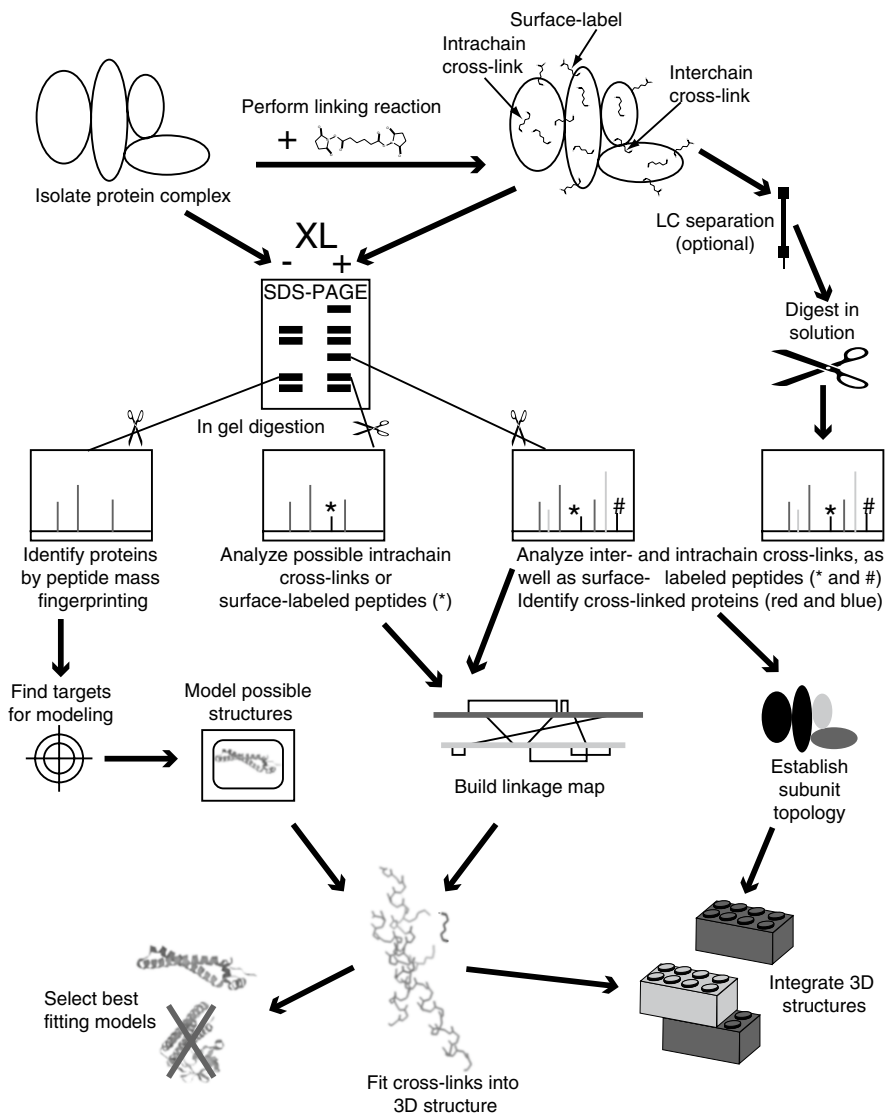 Surface-label
Intrachain
cross-link
Interchain
cross-link
Perform linking reaction
+
Isolate protein complex
LC separation
(optional)
XL
- +
SDS-PAGE
Digest in
solution
In gel digestion
*
* #
* #
Identify proteins
by peptide mass
fingerprinting
Analyze possible intrachain
cross-links or
surface-labeled peptides (*)
Analyze inter- and intrachain cross-links, as
well as surface- labeled peptides (* and #)
Identify cross-linked proteins (red and blue)
Find targets
for modeling
Model possible
structures
Build linkage map
Establish
subunit
topology
Select best
fitting models
Integrate 3D
structures
Fit cross-links into
3D structure